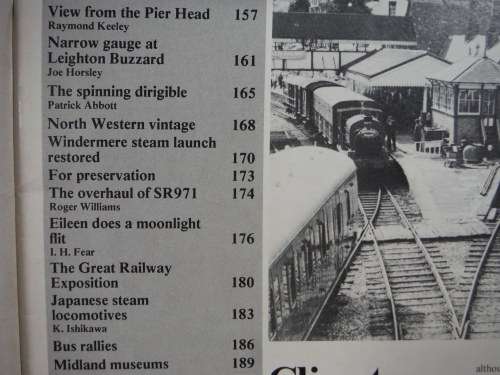 View from the Pier Head 157
Raymond Keeley
Narrow gauge at
Leighton Buzzard 161
Joe Horsley
The spinning dirigible 165
Patrick Abbott
North Western vintage 168
Windermere steam launch
restored 170
For preservation 173
The overhaul of SR971 174
Roger Williams
Eileen does a moonlight
flit 176
I. H. Fear
The Great Railway
Exposition 180
Japanese steam
locomotives 183
K. Ishikawa
Bus rallies 186
Midland museums 189
althou